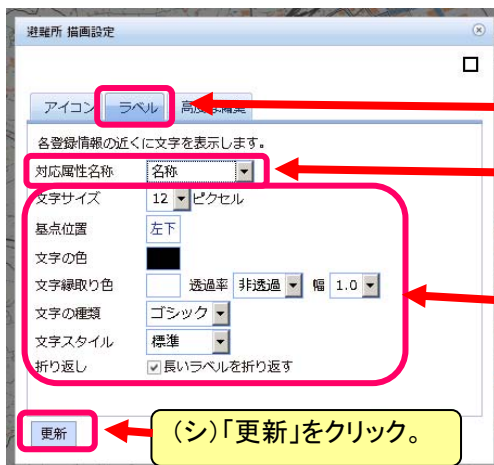 避難所 描画設定
アイコン ラベル 高度な編集
各登録情報の近くに文字を表示します。
対応属性名称 名称
文字サイズ 12 ピクセル
基点位置 左下
文字の色
文字縁取り色 透過率 非透過 幅 1.0
文字の種類 ゴシック
文字スタイル 標準
折り返し 長いラベルを折り返す
更新 (シ)「更新」をクリック。